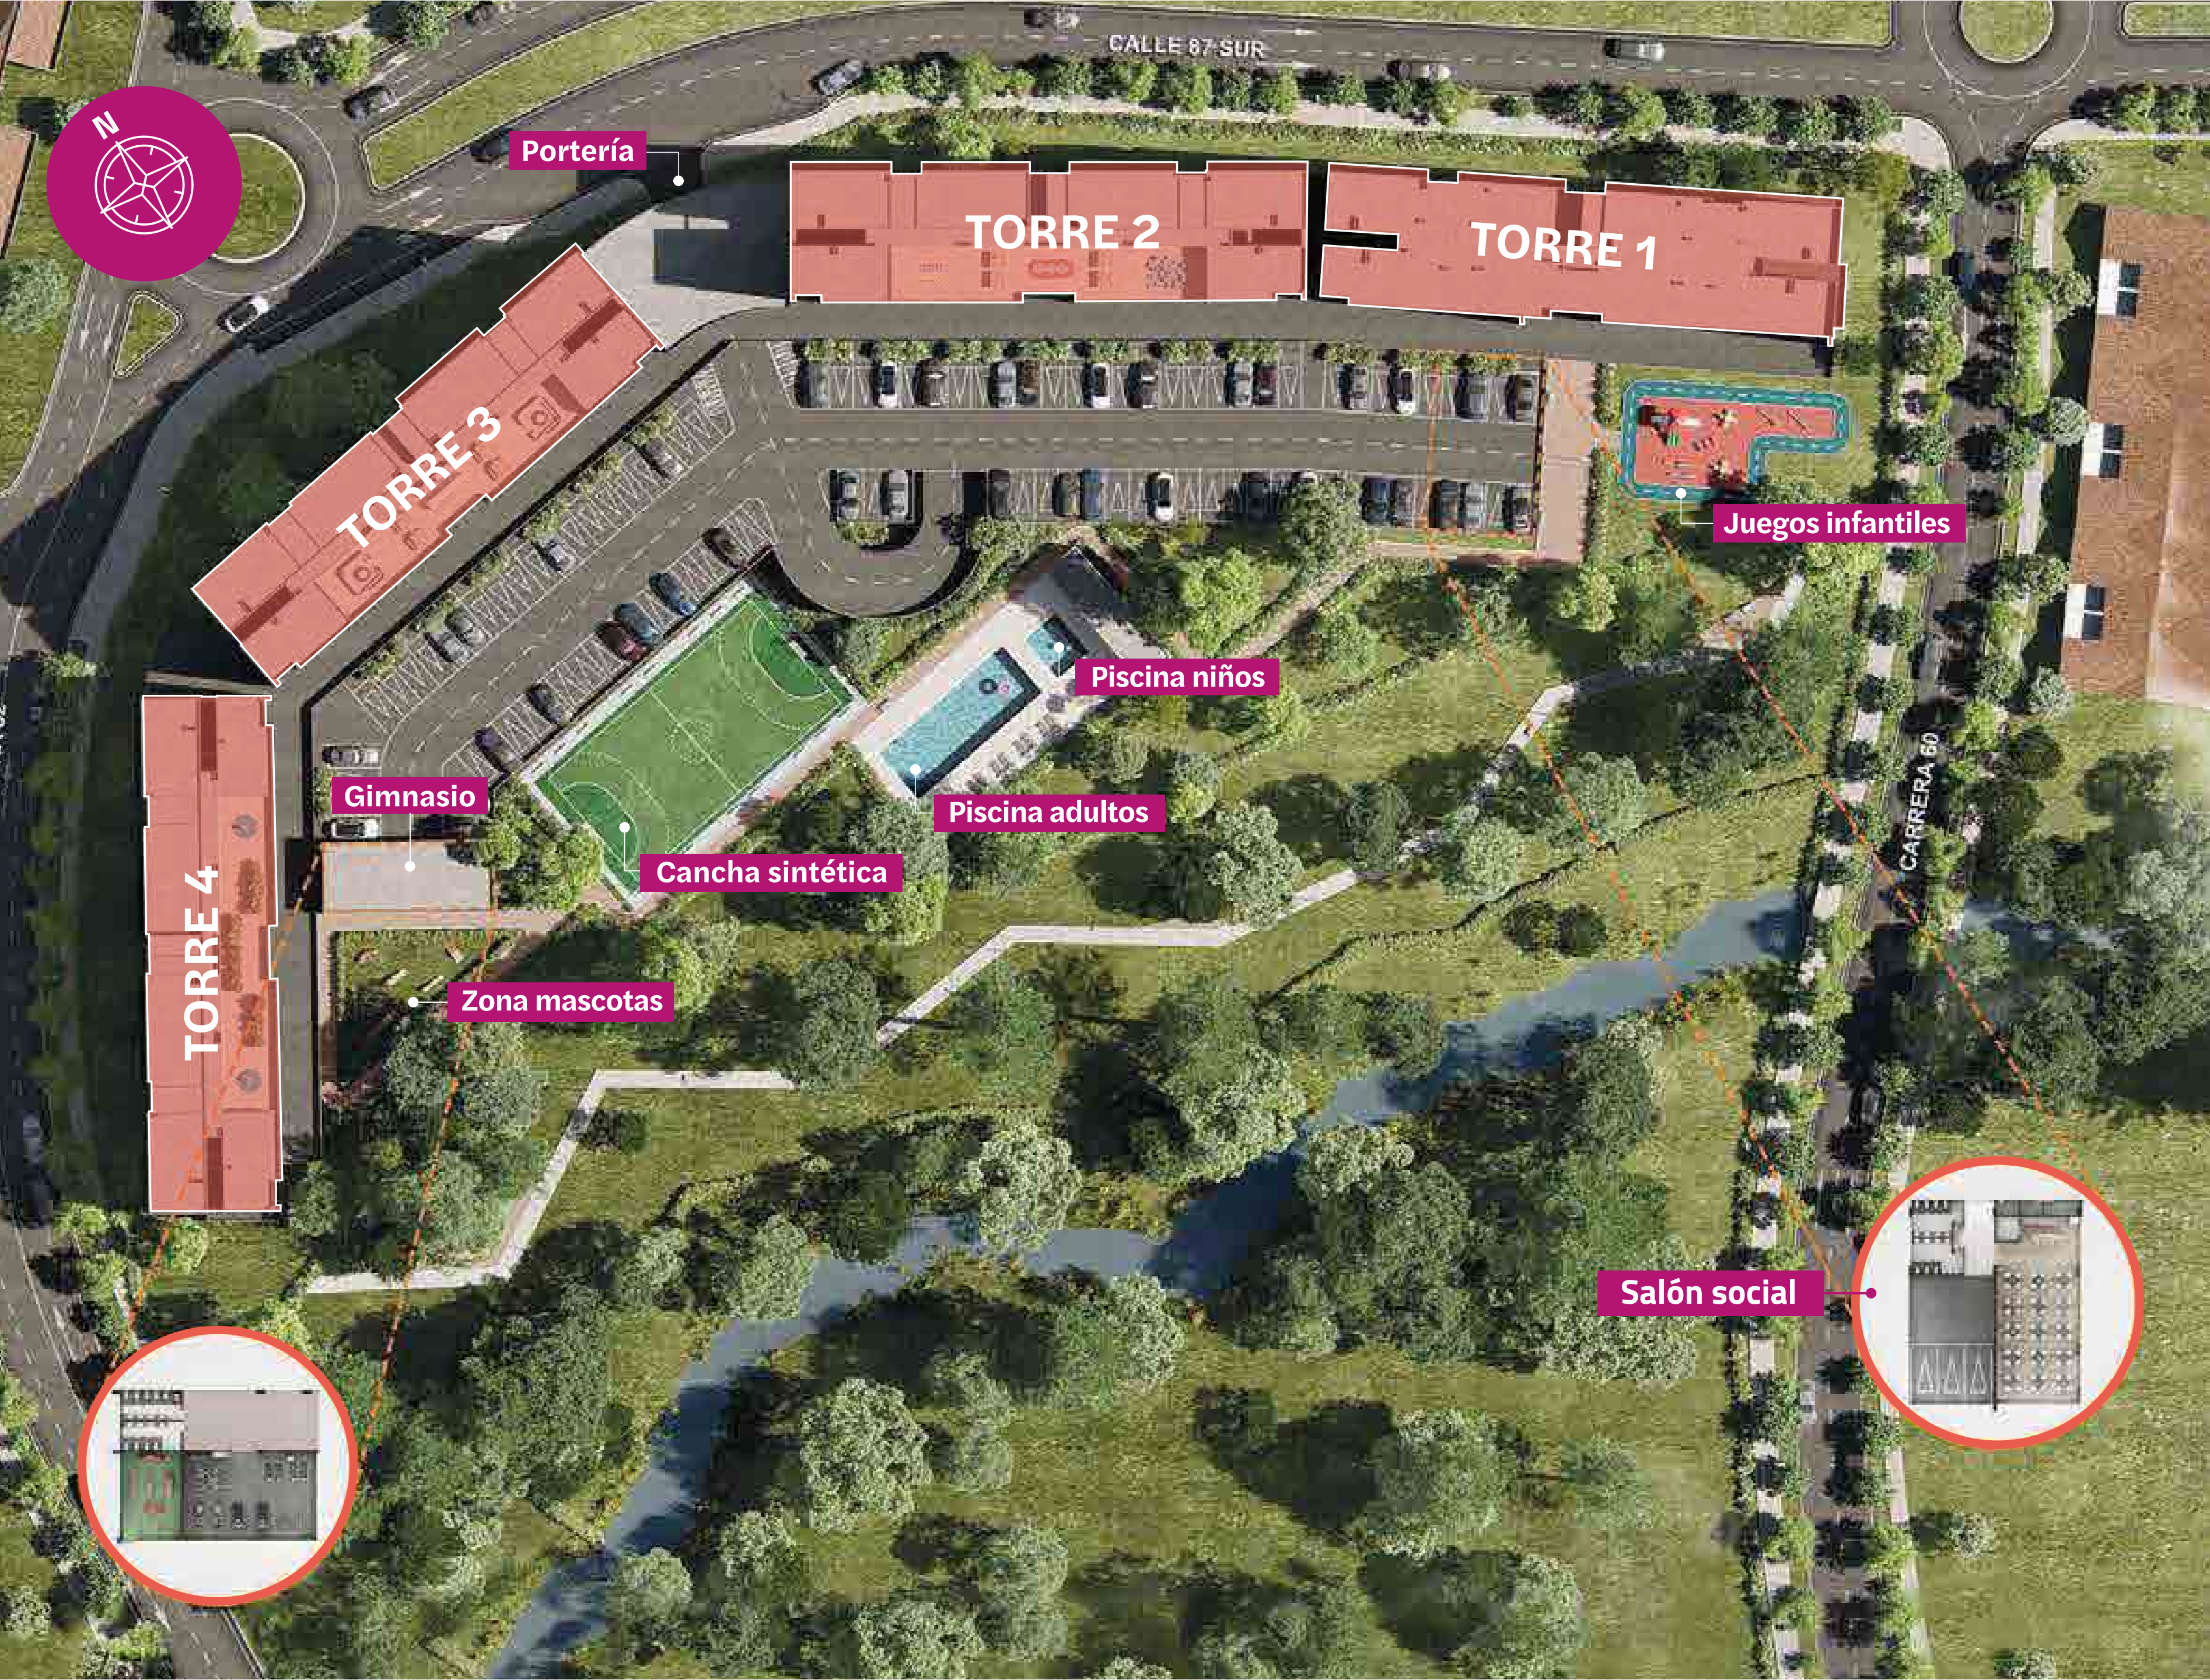 CALLE 87 SUR
N
Portería
TORRE 2
TORRE 1
TORRE 3
Juegos infantiles
Piscina niños
CARRERA 60
Gimnasio
Piscina adultos
Cancha sintética
TORRE 4
Zona mascotas
Salón social